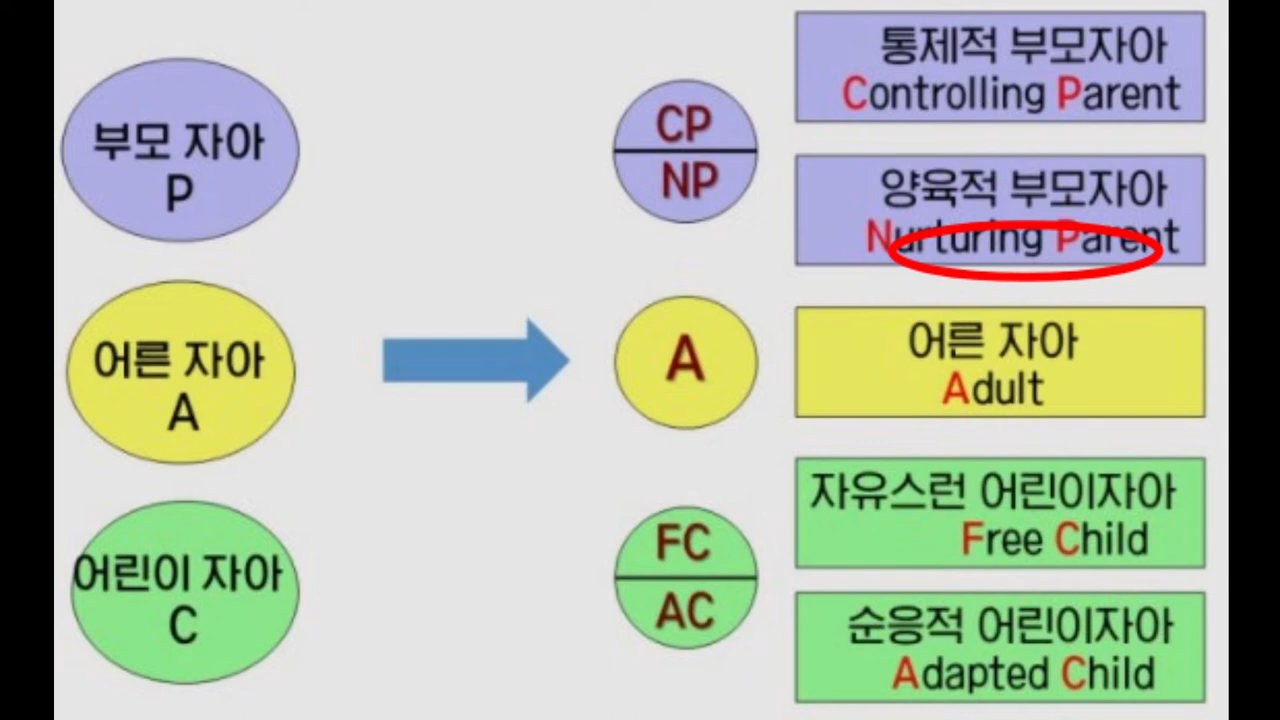 부모 자아
P
어른 자아
A
어린이 자아
C
CP
NP
A
FC
AC
통제적 부모자아
Controlling Parent
양육적 부모자아
Nurturing Parent
어른 자아
Adult
자유스런 어린이자아
Free Child
순응적 어린이자아
Adapted Child